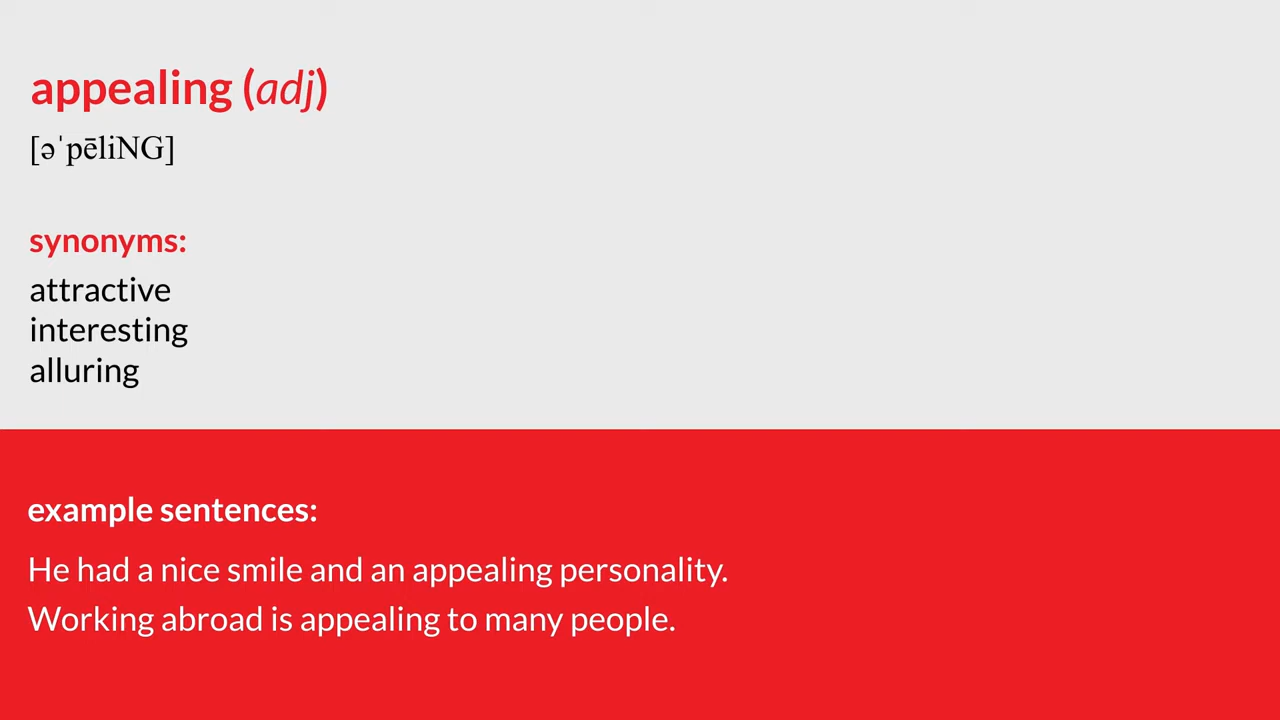 appealing (adj)
[əˈpēliNG]
synonyms:
attractive
interesting
alluring
example sentences:
He had a nice smile and an appealing personality.
Working abroad is appealing to many people.